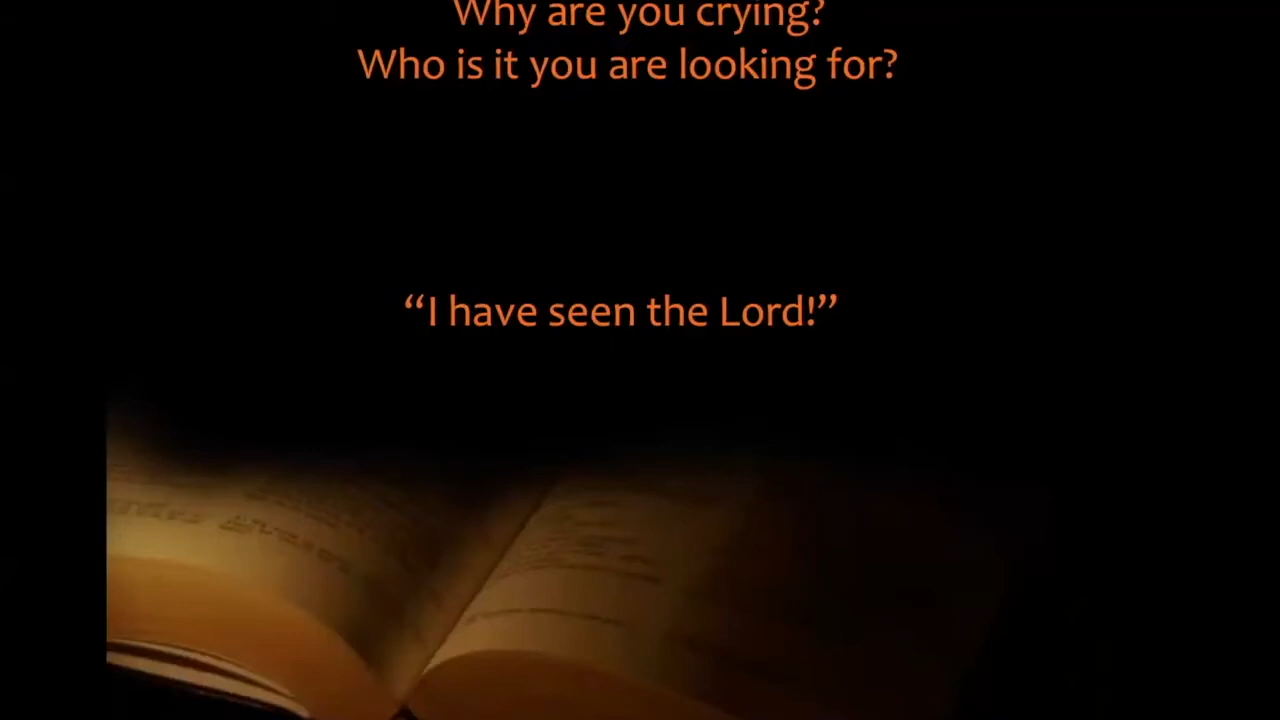 Why are you crying?
Who is it you are looking for?
“I have seen the Lord!”